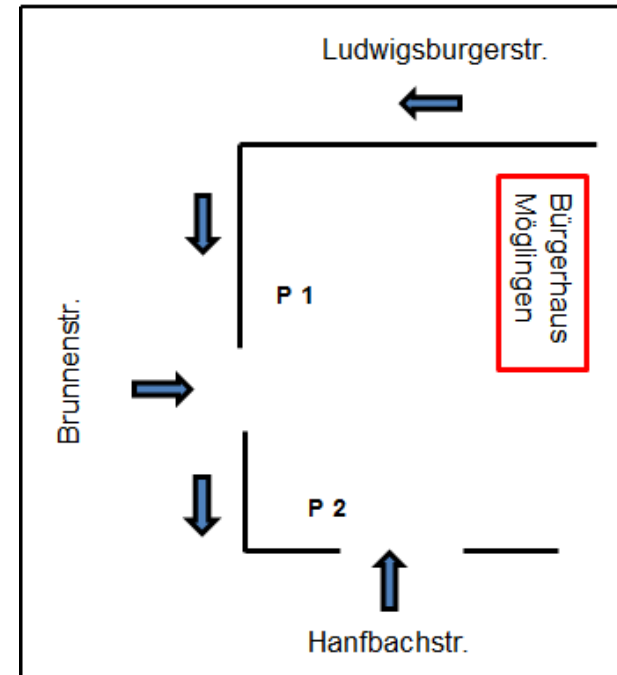 Ludwigsburgerstr.
Bürgerhaus
Möglingen
P 1
Brunnenstr.
P 2
Hanfbachstr.